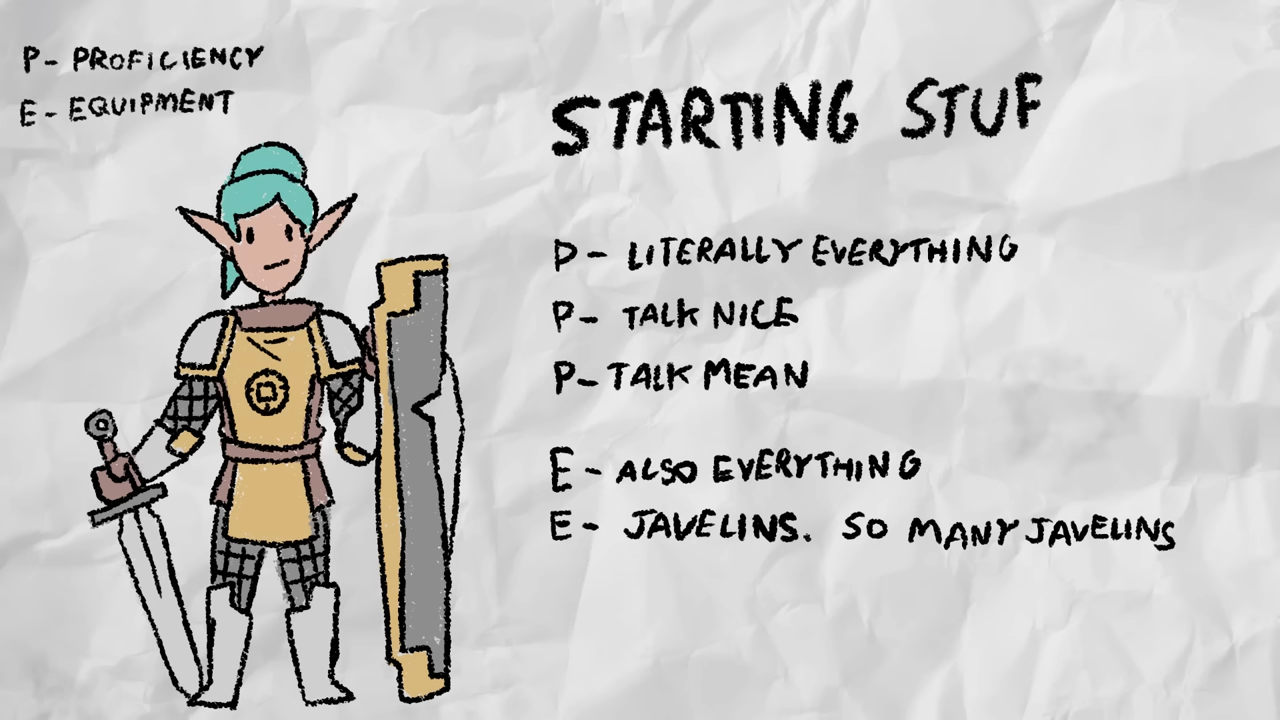 P- PROFICIENCY
E- EQUIPMENT
STARTING STUF
P- LITERALLY EVERYTHING
P- TALK NICE
P- TALK MEAN
E- ALSO EVERYTHING
E- JAVELINS. SO MANY JAVELINS